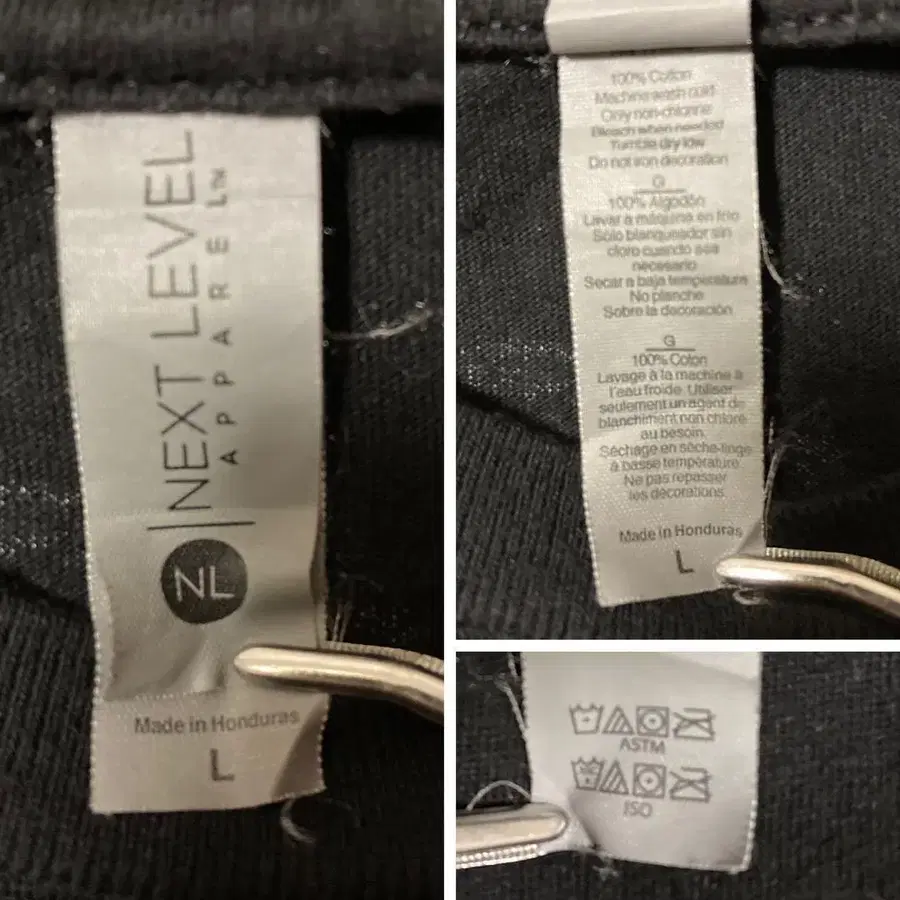 NEXT LEVEL
APPAREL™
NL
Made in Honduras
L
100% Cotton
Machine wash cold
Only non-chlorine
Bleach when needed
Tumble dry low
Do not iron decoration
G
100% Algodón
Lavar a máquina en frío
Sólo blanqueador sin
cloro cuando sea
necesario
Secar a baja temperatura
No planche
Sobre la decoración
G
100% Coton
Lavage à la machine à
l'eau froide. Utiliser
seulement un agent de
blanchiment non chloré
au besoin.
Séchage en sèche-linge
à basse température.
Ne pas repasser
les décorations.
Made in Honduras
L
ASTM
ISO